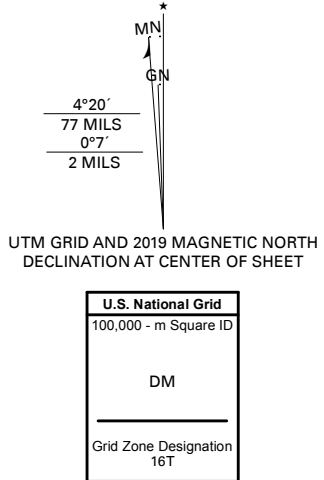 ★
MN
GN
4°20´
77 MILS
0°7´
2 MILS
UTM GRID AND 2019 MAGNETIC NORTH
DECLINATION AT CENTER OF SHEET
U.S. National Grid
100,000 - m Square ID
DM
Grid Zone Designation
16T